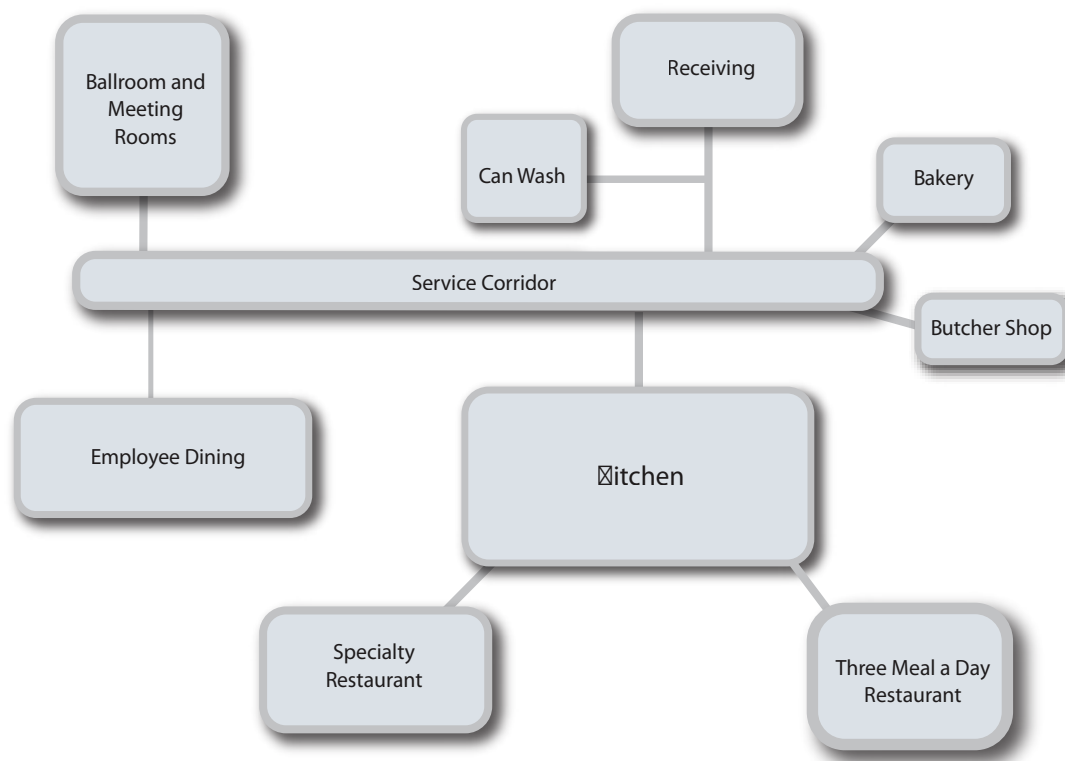 Ballroom and
Meeting
Rooms
Receiving
Can Wash
Bakery
Service Corridor
Butcher Shop
Employee Dining
☒itchen
Specialty
Restaurant
Three Meal a Day
Restaurant